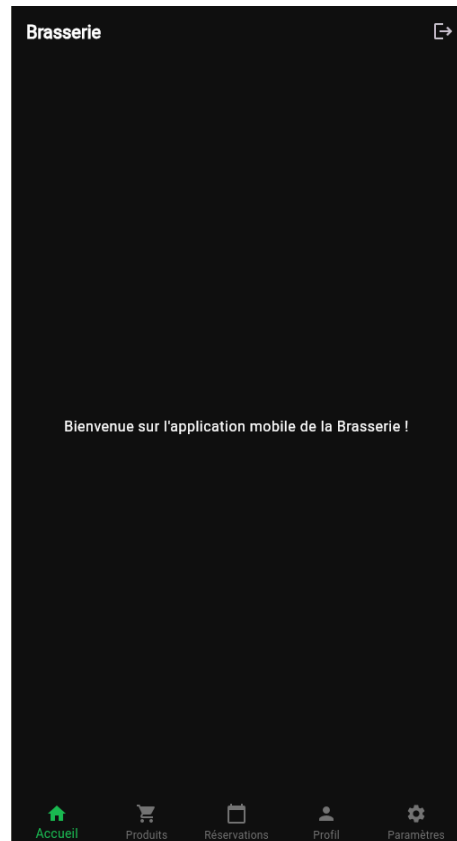 Brasserie
Bienvenue sur l'application mobile de la Brasserie !
Accueil
Produits
Réservations
Profil
Paramètres